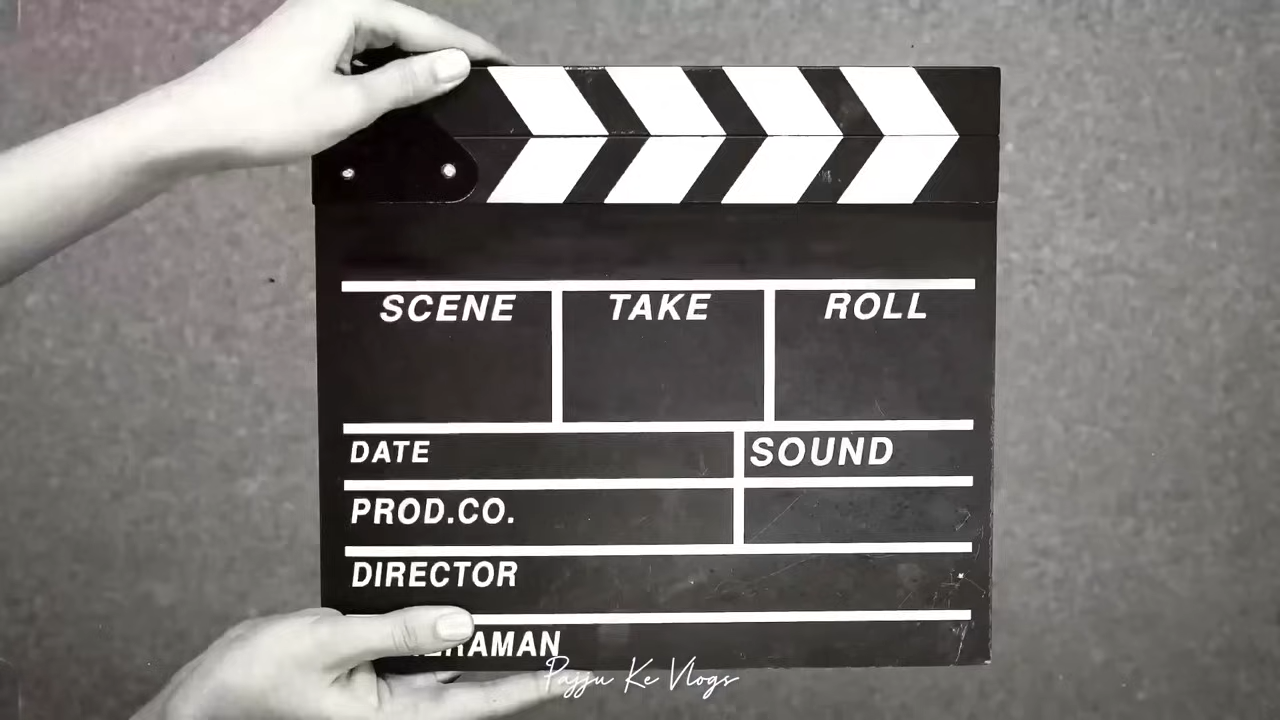 SCENE TAKE ROLL
DATE SOUND
PROD.CO.
DIRECTOR
Pajju Ke Vlogs